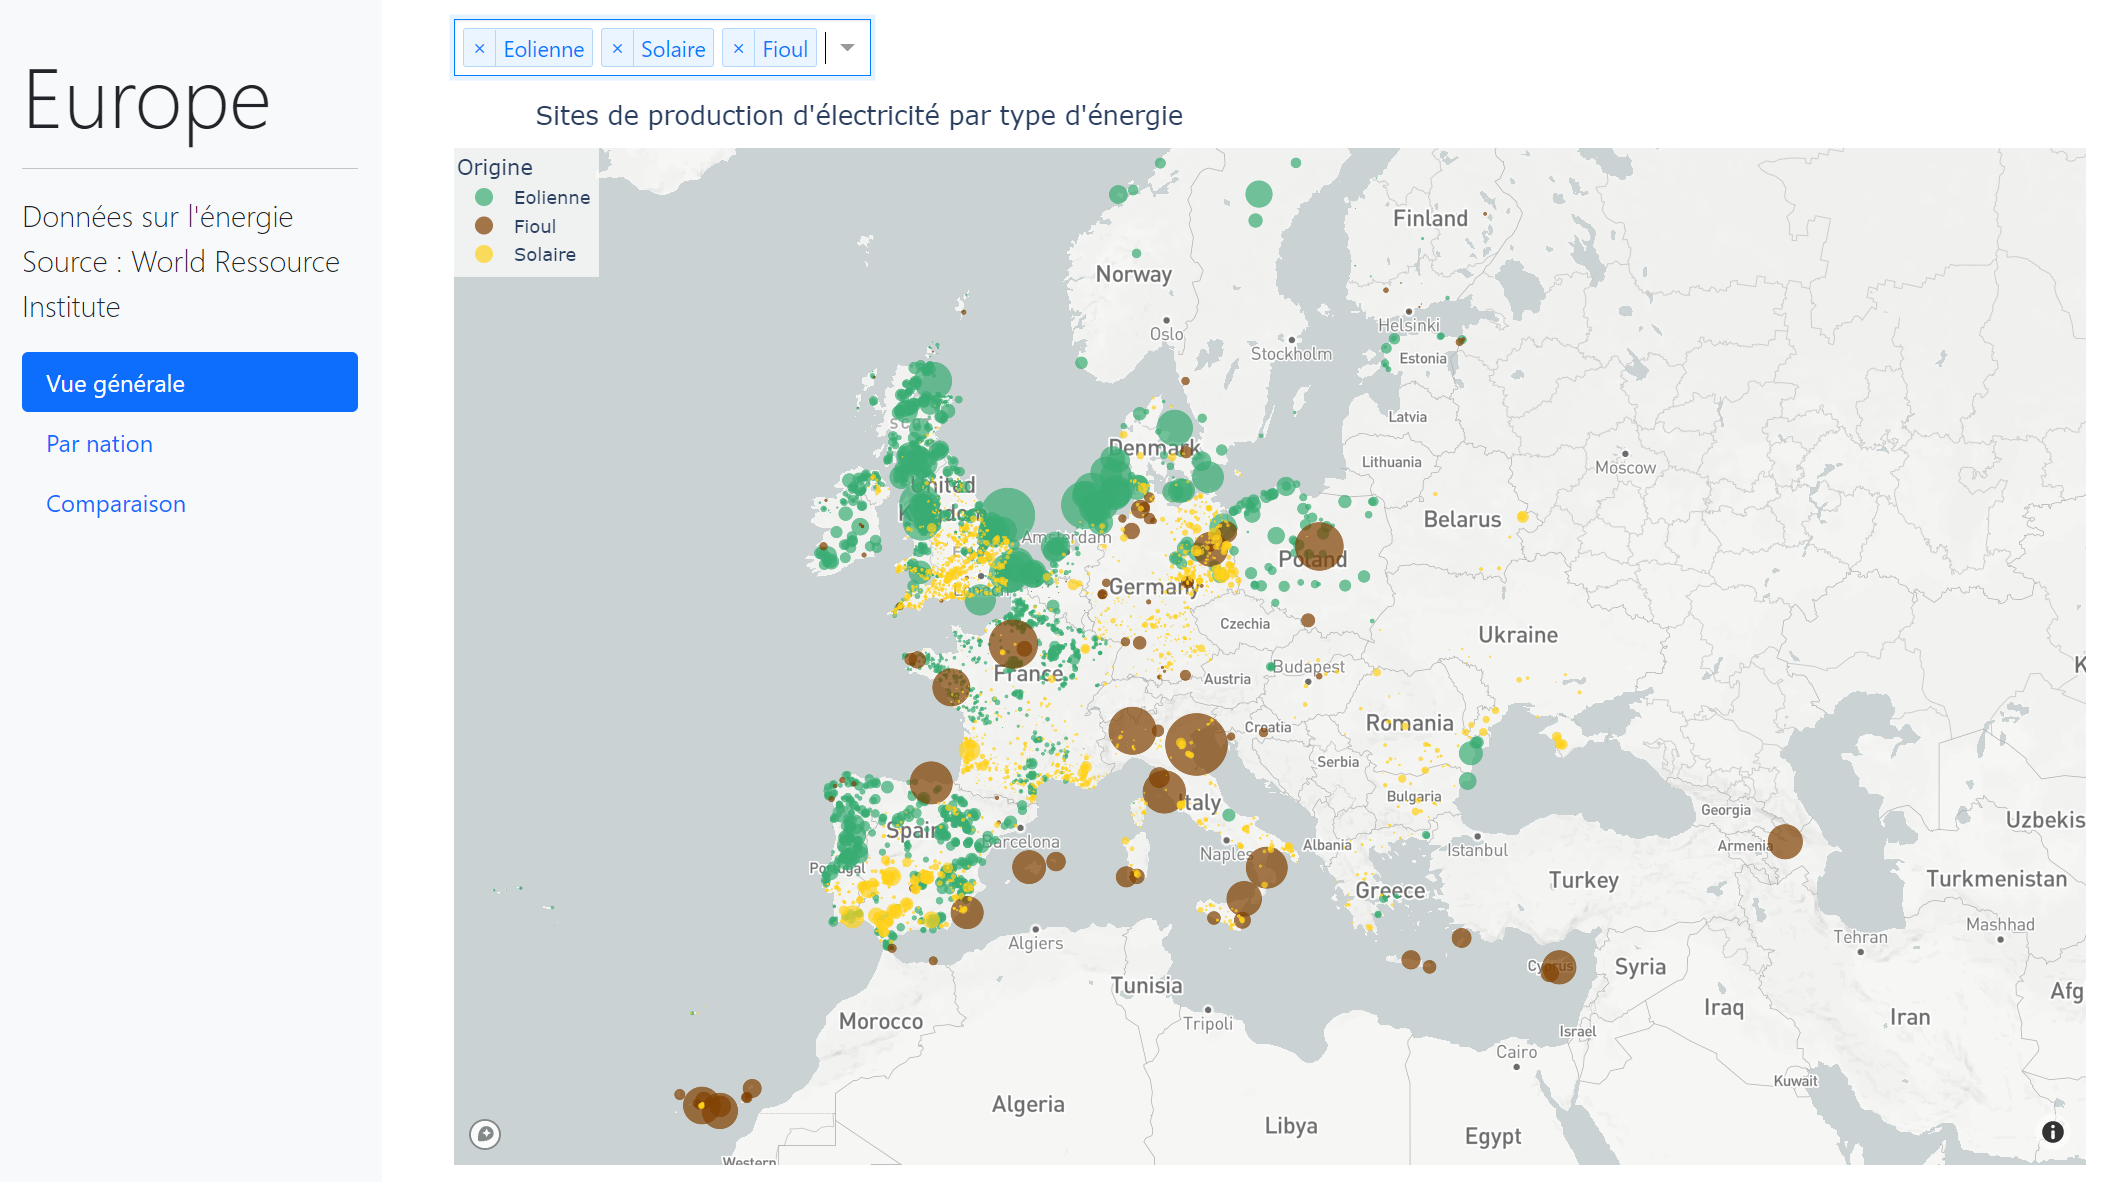 × Eolienne × Solaire × Fioul
Europe
Données sur l'énergie
Source : World Ressource
Institute
Vue générale
Par nation
Comparaison
Sites de production d'électricité par type d'énergie
Origine
Eolienne
Fioul
Solaire
Finland
Norway
Oslo
Helsinki
Stockholm
Estonia
Latvia
Denmark
Lithuania
Moscow
United
Kingdom
Belarus
Amsterdam
Poland
Germany
London
Czechia
Ukraine
Budapest
France
Austria
K
Romania
Croatia
Serbia
Bulgaria
Italy
Georgia
Uzbekis
Spain
Barcelona
Armenia
Naples
Albania
Istanbul
Portugal
Turkey
Turkmenistan
Greece
Mashhad
Algiers
Tehran
Cyprus
Syria
Tunisia
Afg
Iraq
Iran
Morocco
Tripoli
Israel
Cairo
Kuwait
Algeria
Libya
Egypt
Western